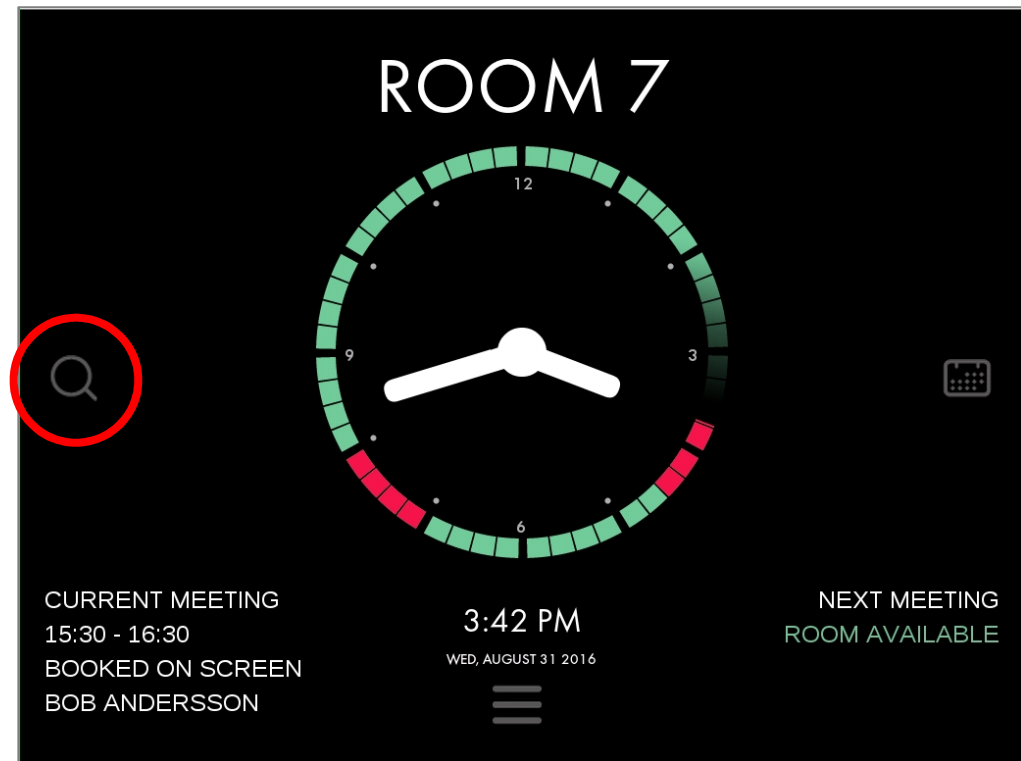 ROOM 7
12
9
3
6
CURRENT MEETING
15:30 - 16:30
BOOKED ON SCREEN
BOB ANDERSSON
3:42 PM
WED, AUGUST 31 2016
NEXT MEETING
ROOM AVAILABLE